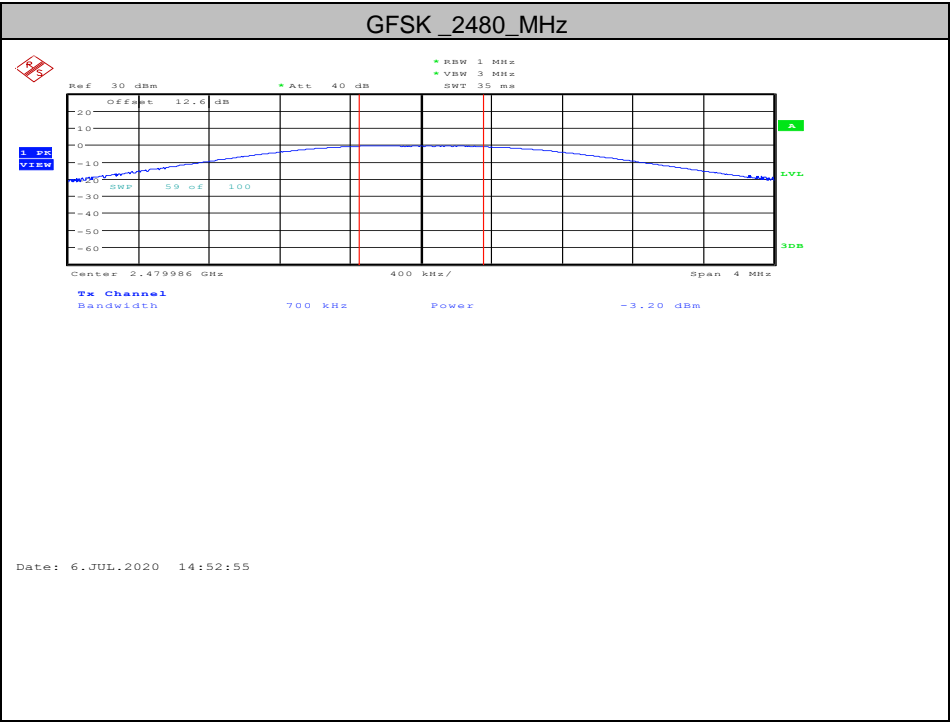 GFSK _2480_MHz
R S
* RBW 1 MHz
* VBW 3 MHz
Ref 30 dBm * Att 40 dB SWT 35 ms
Offset 12.6 dB
20
10
A
0
1 PK
VIEW
-10
LVL
-20
SWP 59 of 100
-30
-40
-50
-60
3DB
Center 2.479986 GHz 400 kHz/ Span 4 MHz
Tx Channel
Bandwidth 700 kHz Power -3.20 dBm
Date: 6.JUL.2020 14:52:55